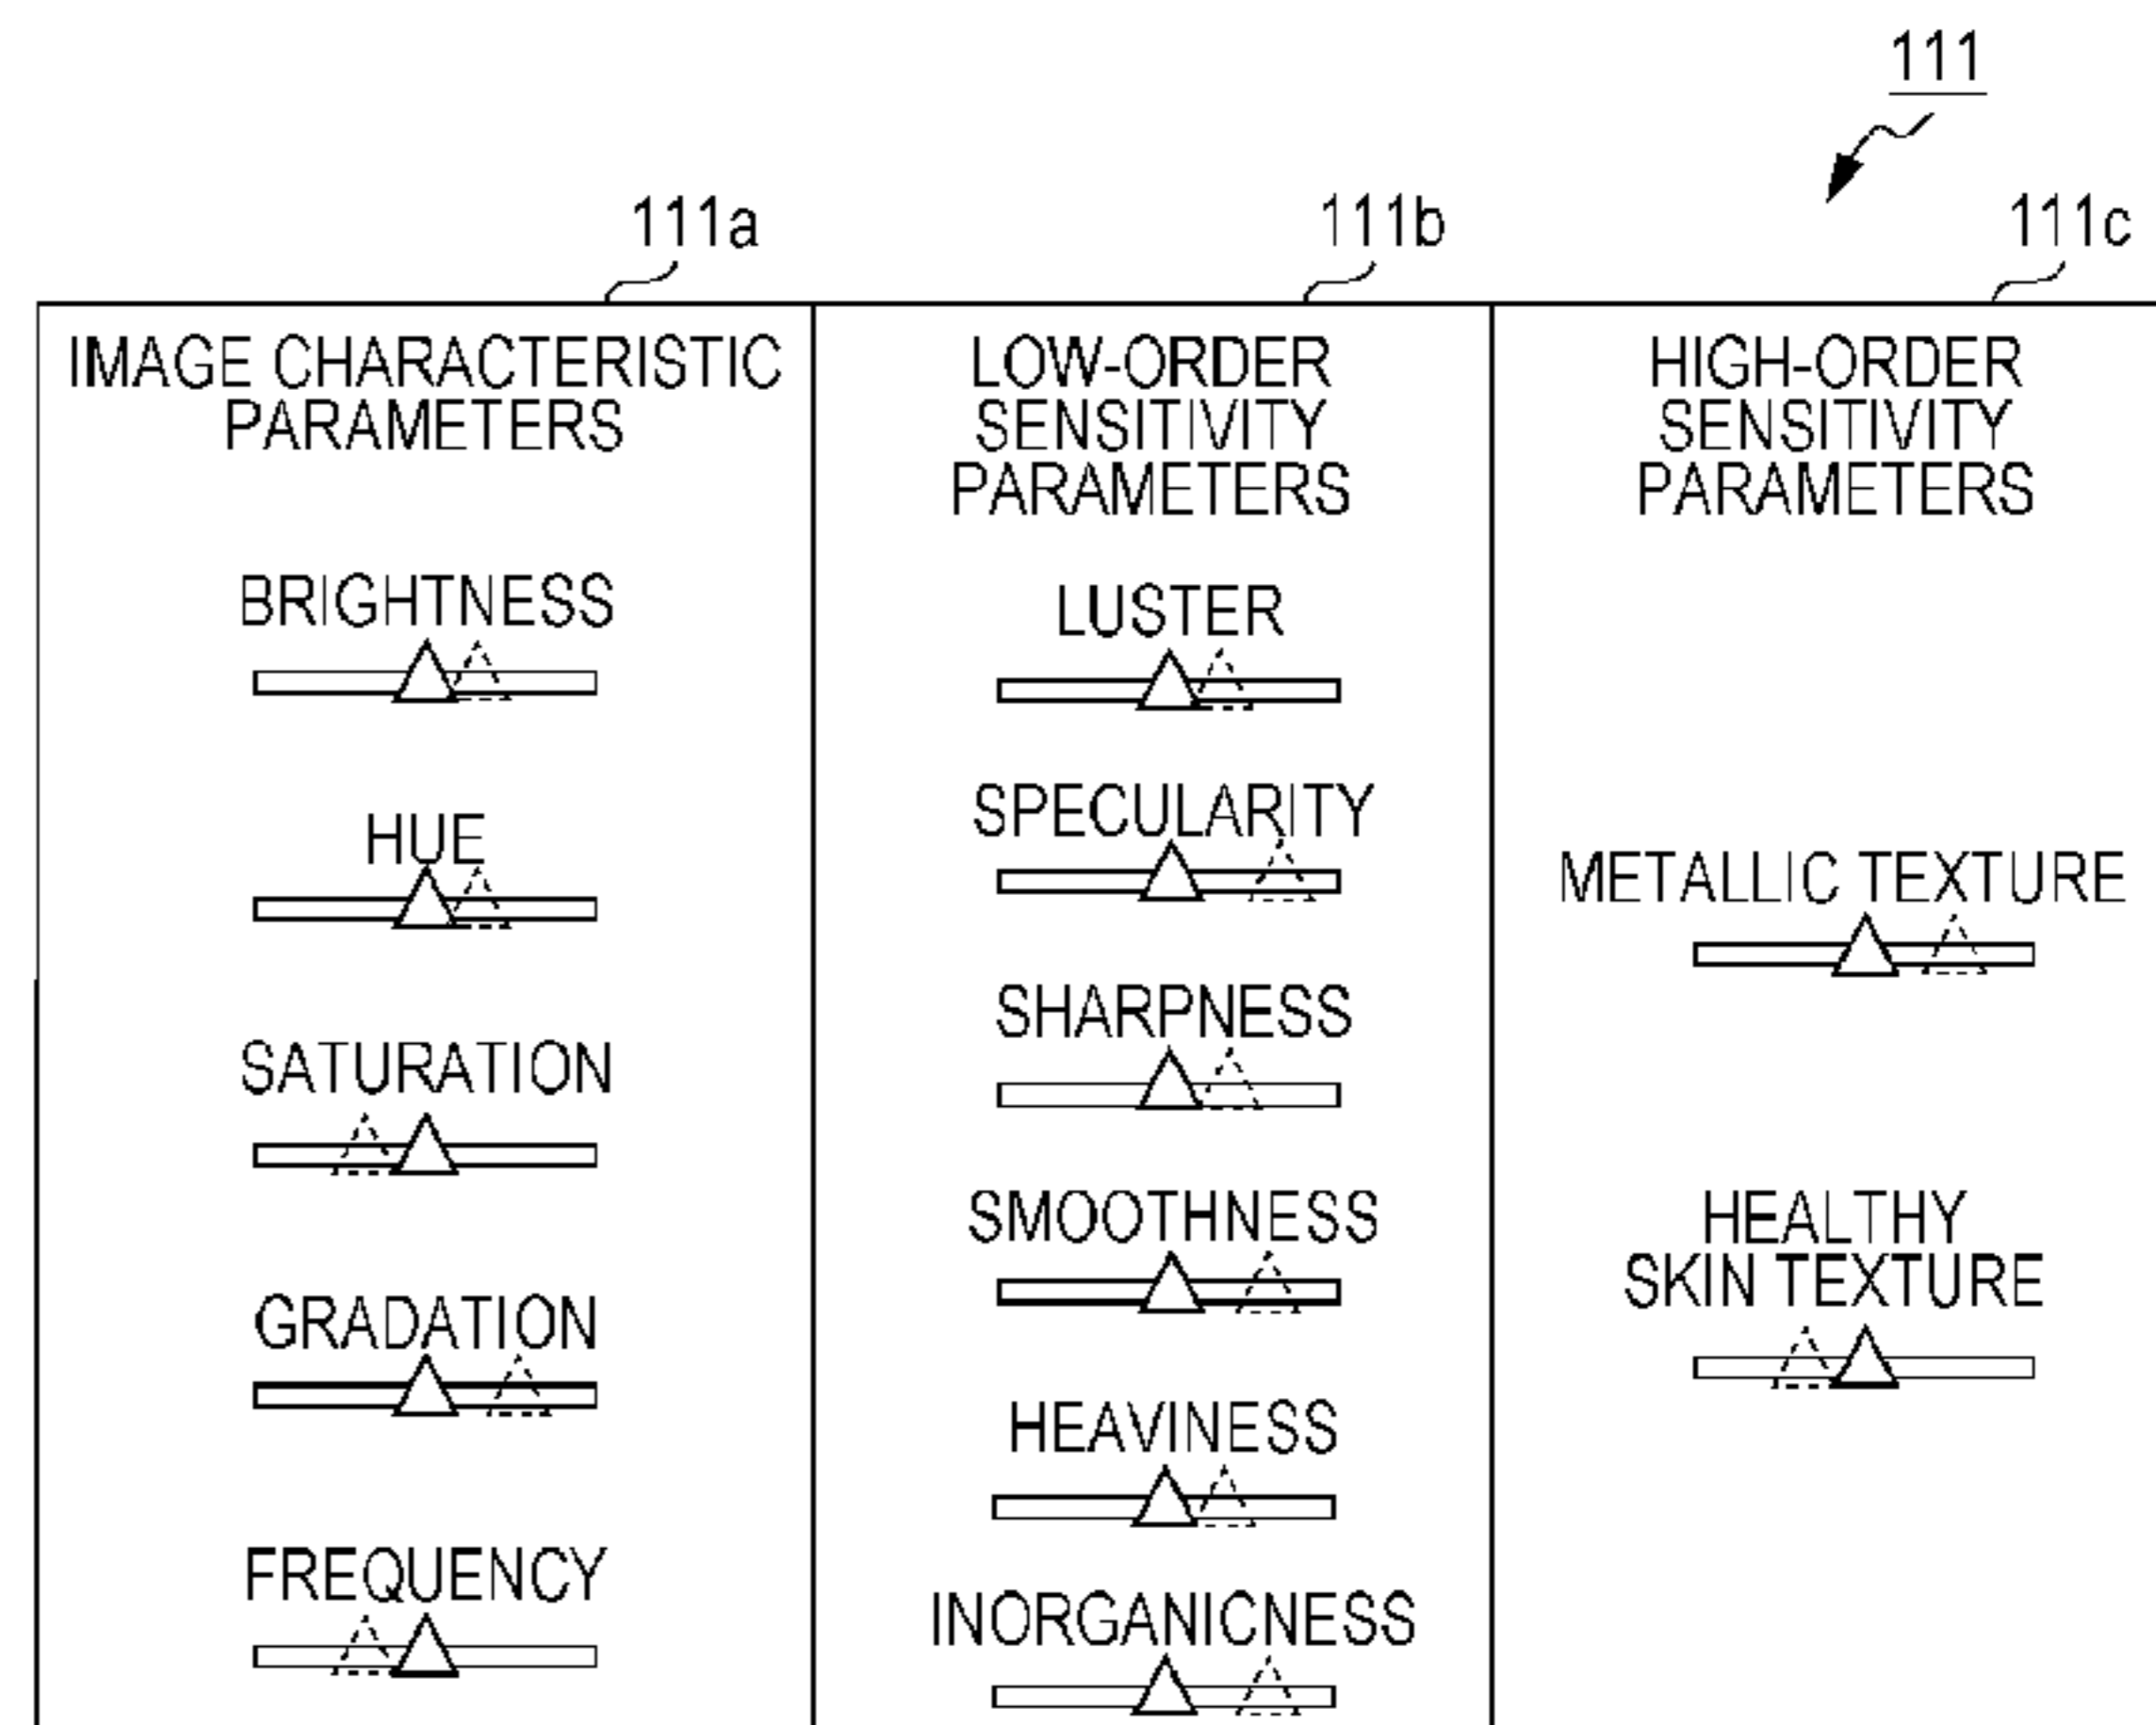 111
111a
111b
111c
IMAGE CHARACTERISTIC
PARAMETERS
BRIGHTNESS
HUE
SATURATION
GRADATION
FREQUENCY
LOW-ORDER
SENSITIVITY
PARAMETERS
LUSTER
SPECULARITY
SHARPNESS
SMOOTHNESS
HEAVINESS
INORGANICNESS
HIGH-ORDER
SENSITIVITY
PARAMETERS
METALLIC TEXTURE
HEALTHY
SKIN TEXTURE